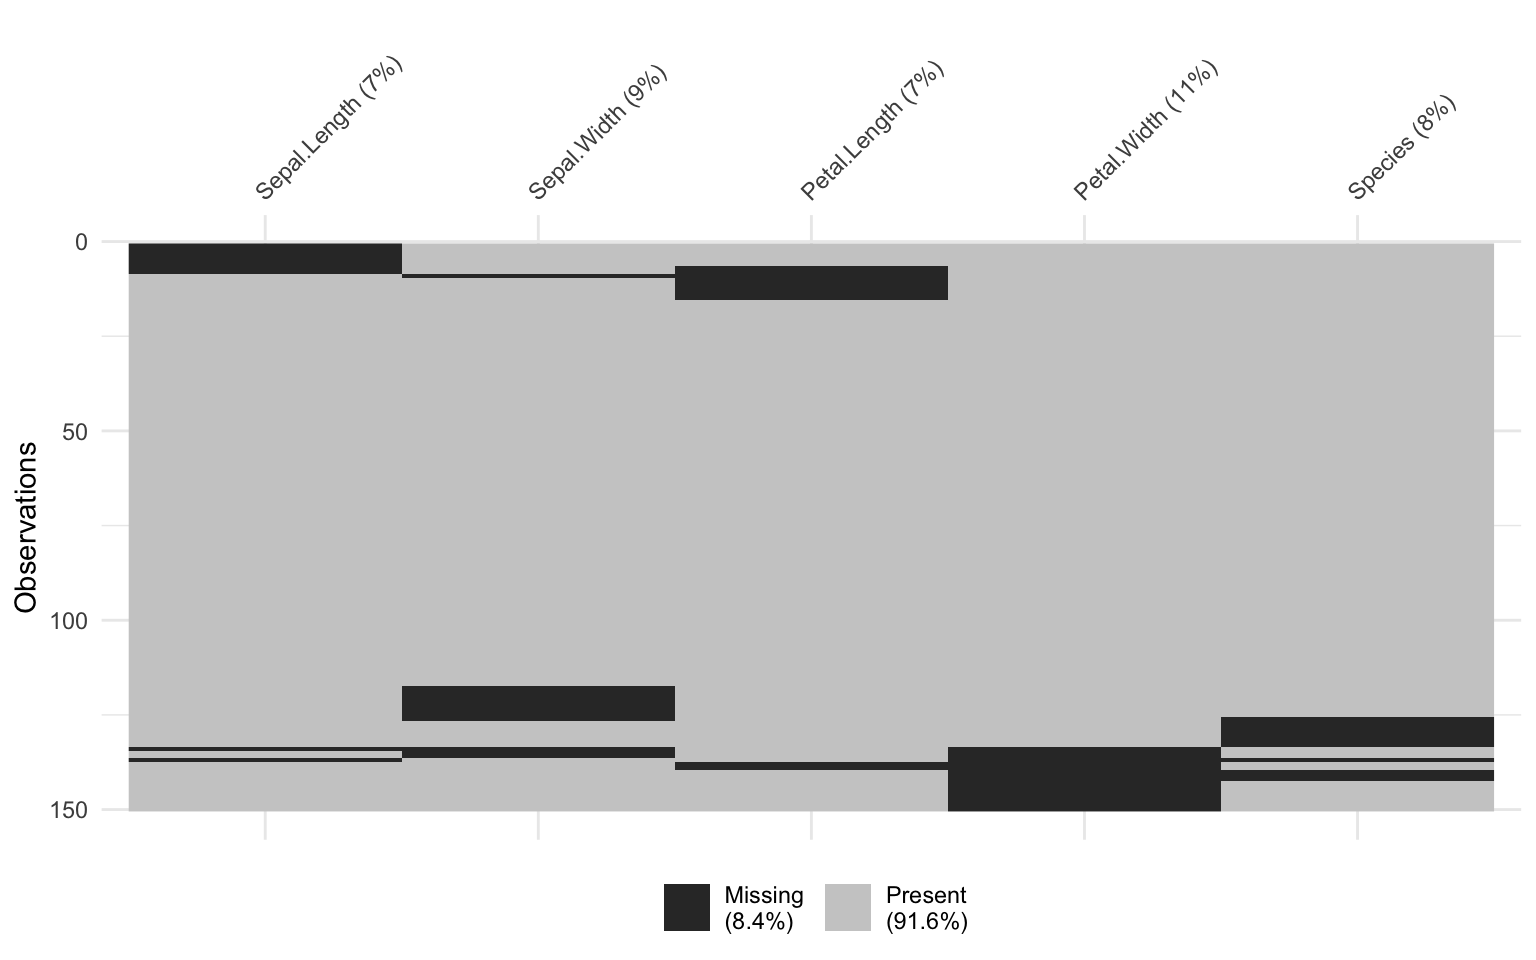 Sepal.Length (7%)
Sepal.Width (9%)
Petal.Length (7%)
Petal.Width (11%)
Species (8%)
0
50
100
150
Observations
Missing
(8.4%)
Present
(91.6%)